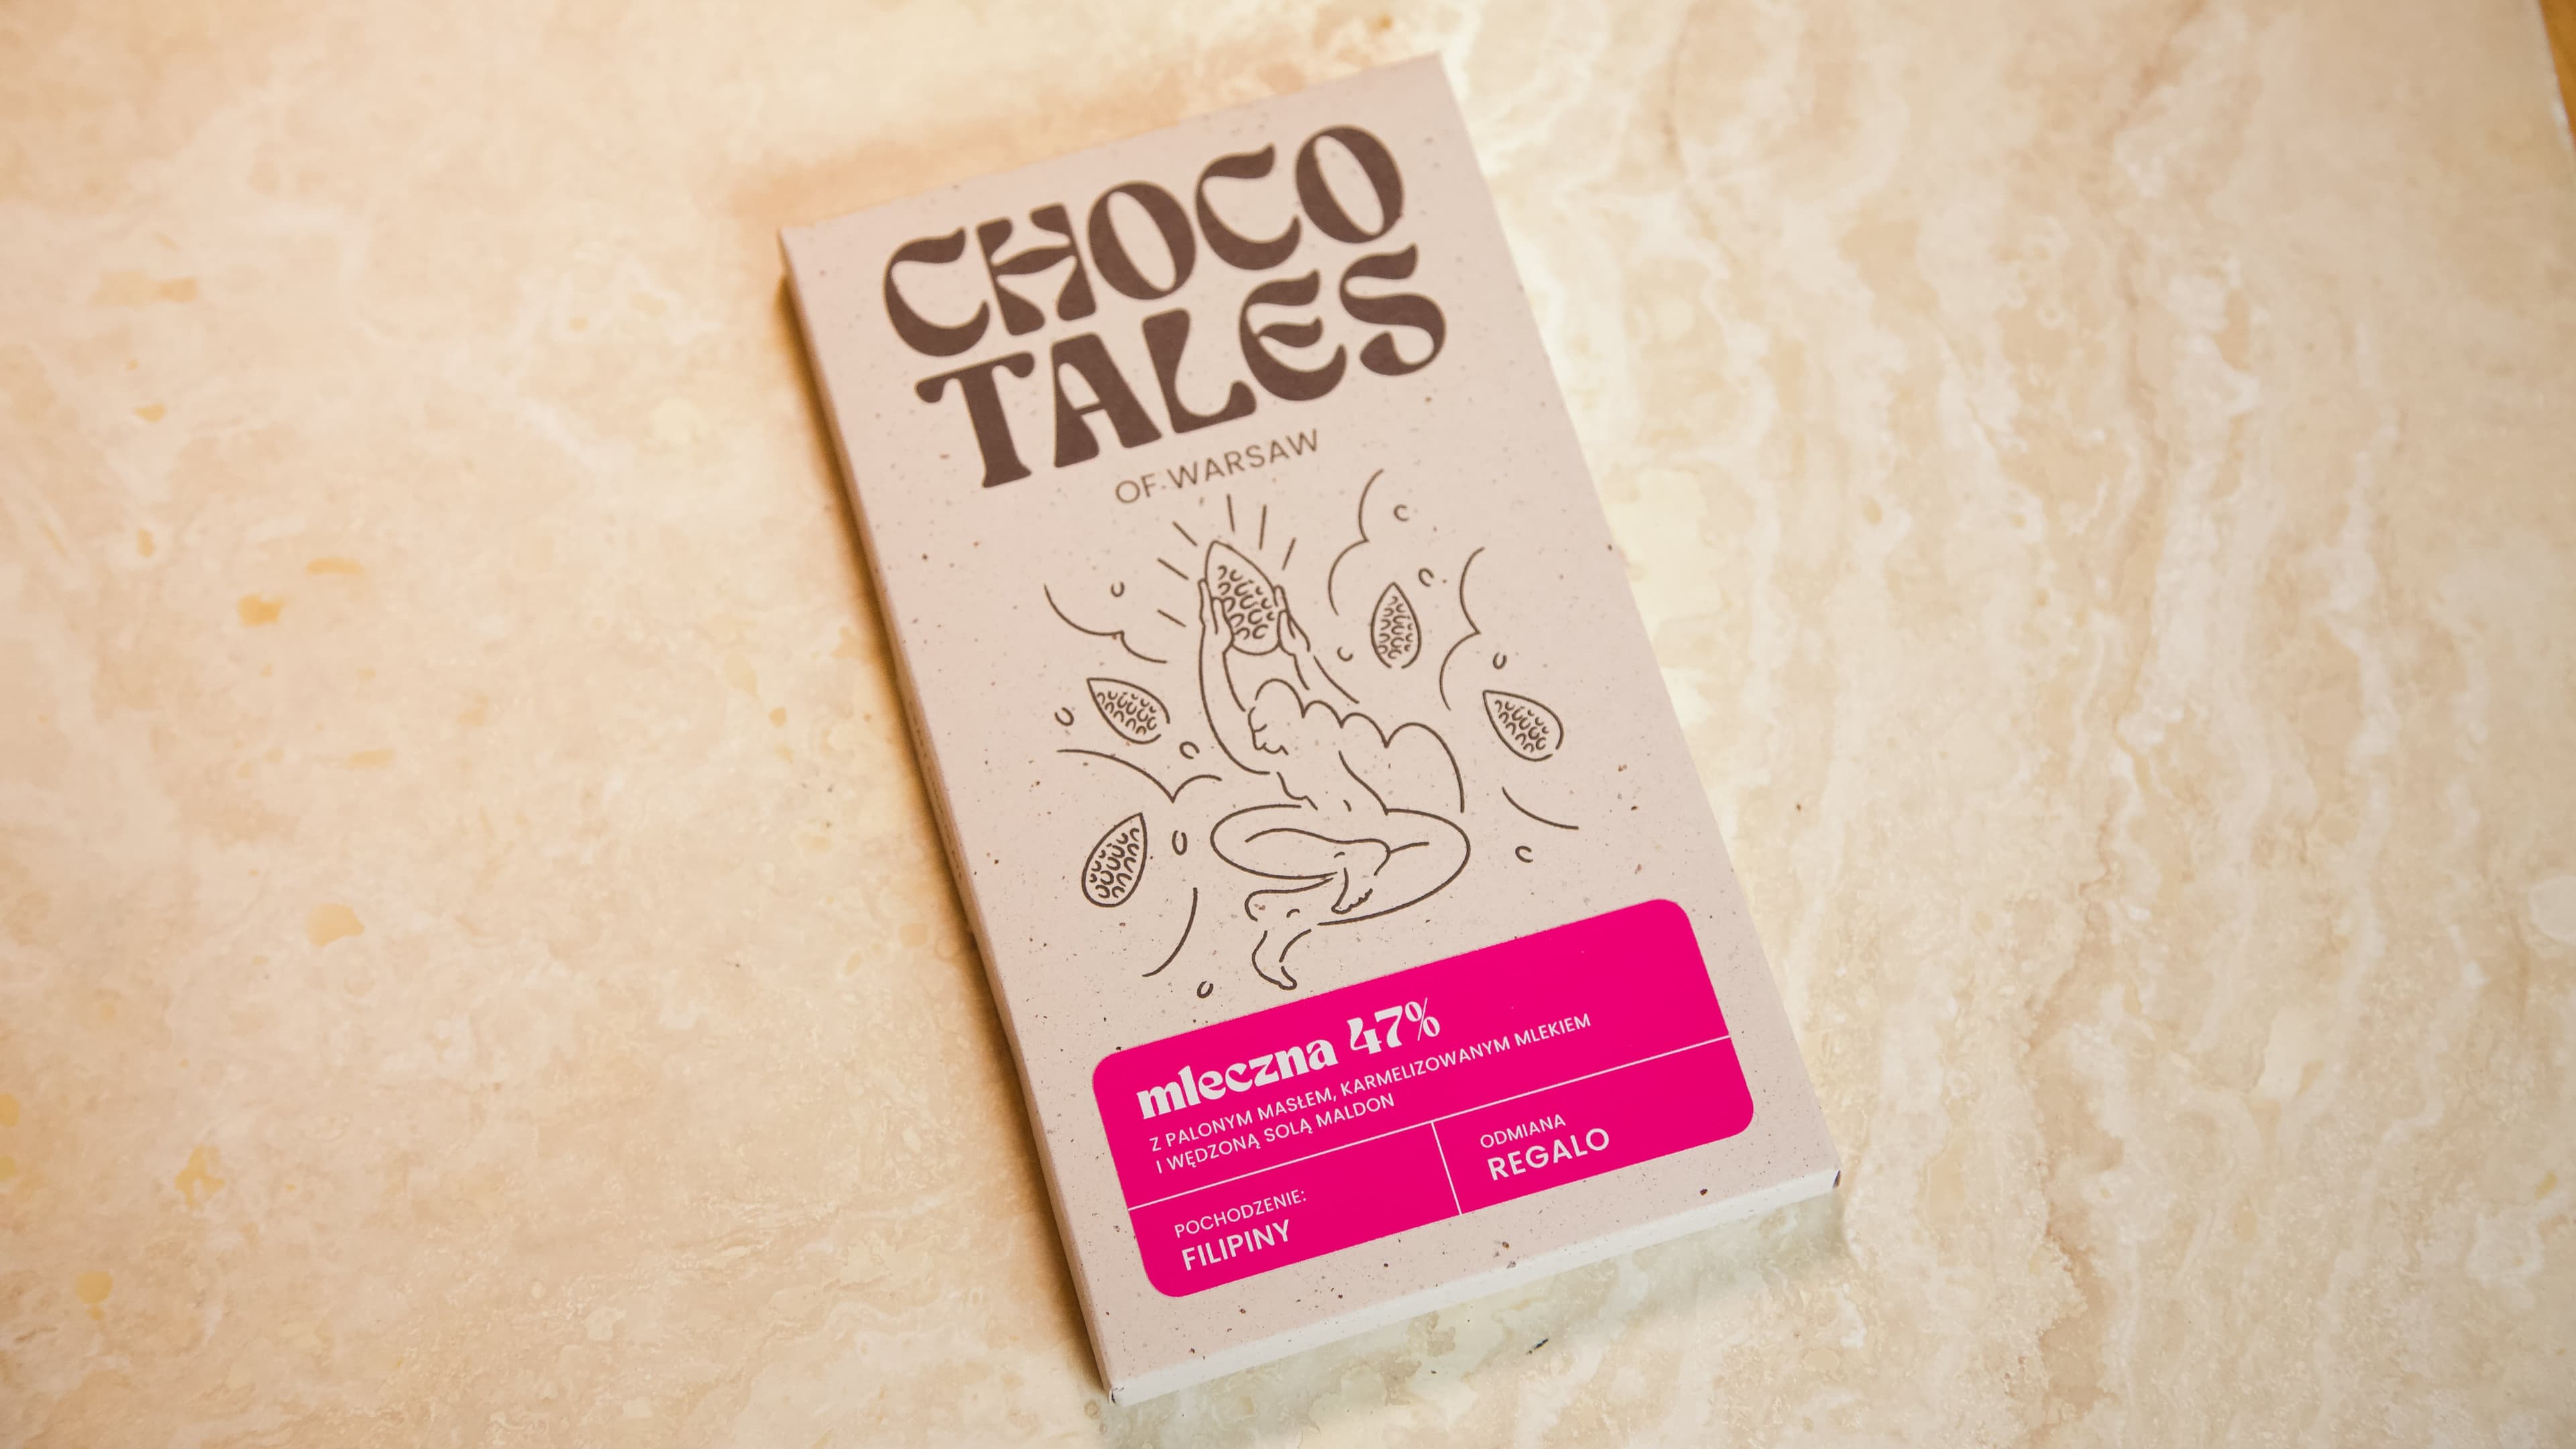 CHOCO
TALES
OF WARSAW
mleczna 47%
Z PALONYM MASŁEM, KARMELIZOWANYM MLEKIEM
I WĘDZONĄ SOLĄ MALDON
POCHODZENIE:
FILIPINY
ODMIANA
REGALO